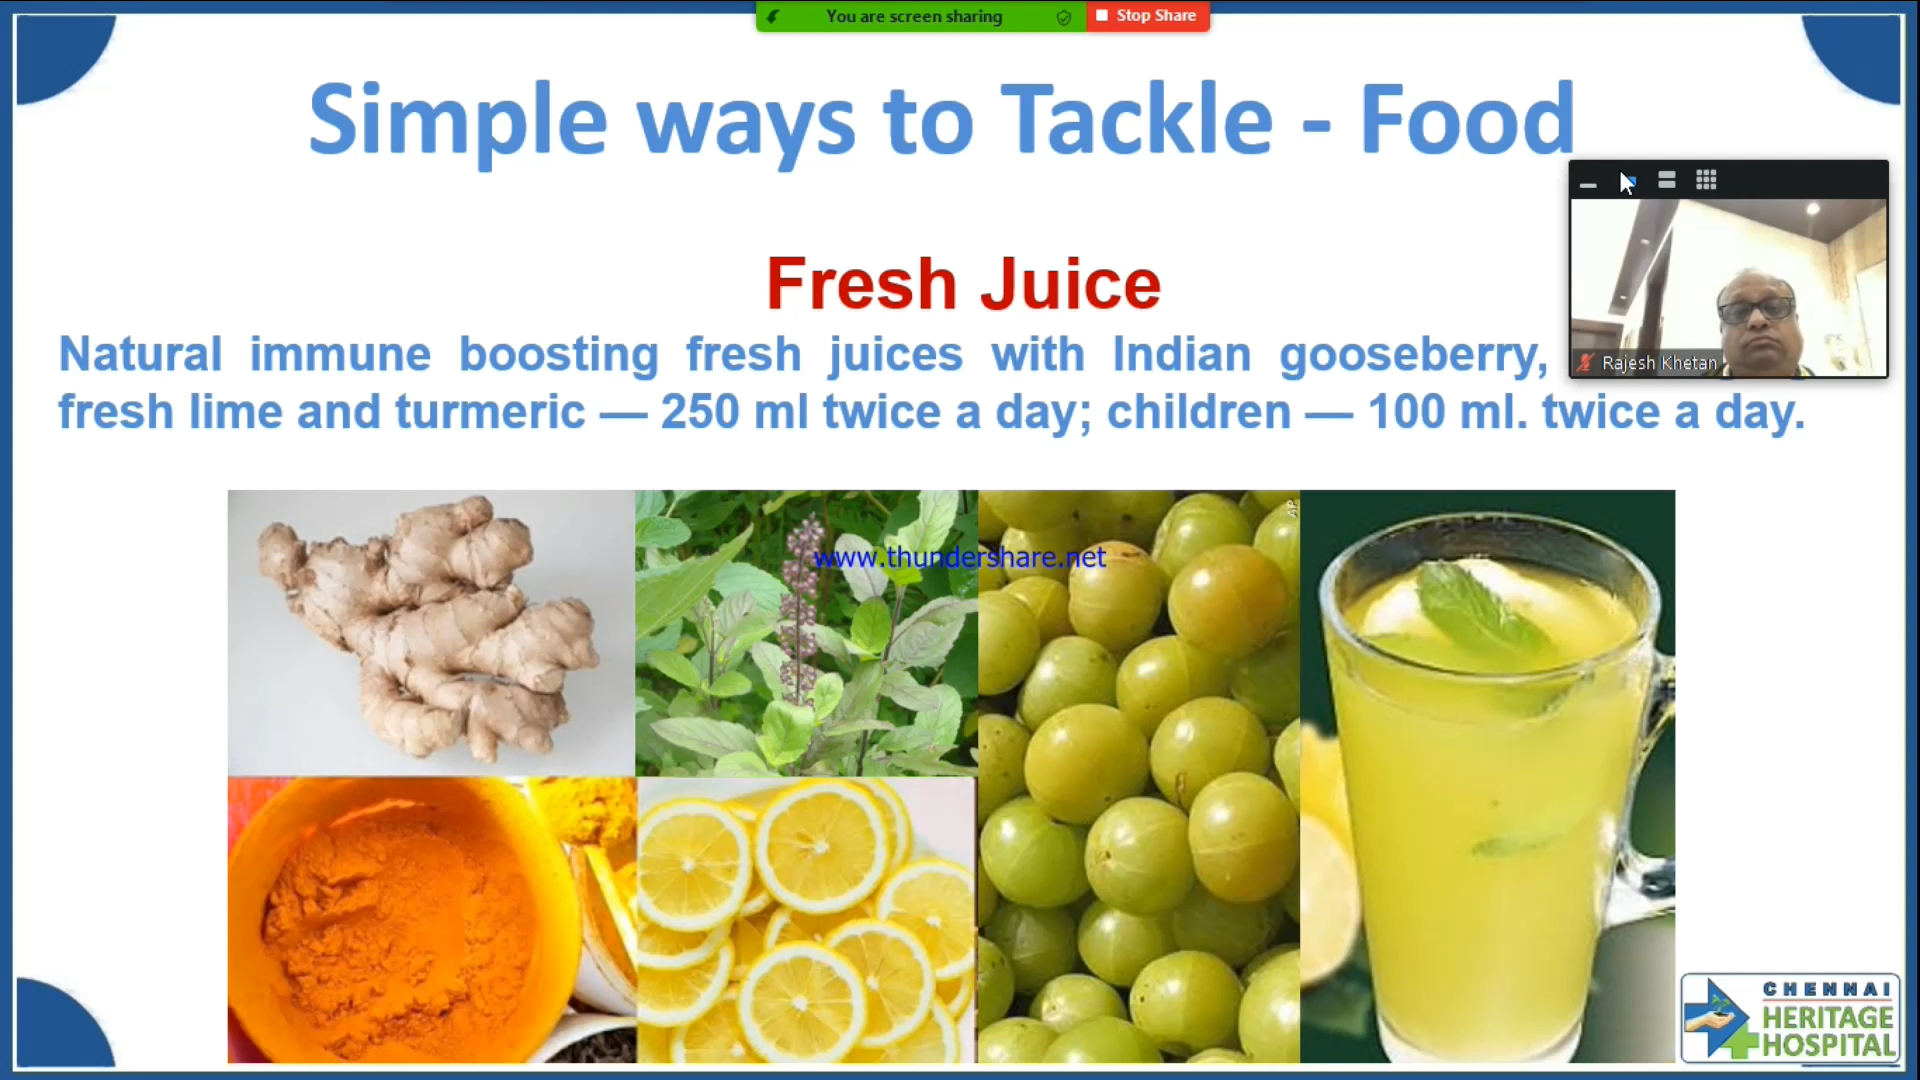 You are screen sharing
Stop Share
Simple ways to Tackle - Food
Fresh Juice
Natural immune boosting fresh juices with Indian gooseberry,
Rajesh Khetan
fresh lime and turmeric — 250 ml twice a day; children — 100 ml. twice a day.
www.thundershare.net
AP
CHENNAI
HERITAGE
HOSPITAL